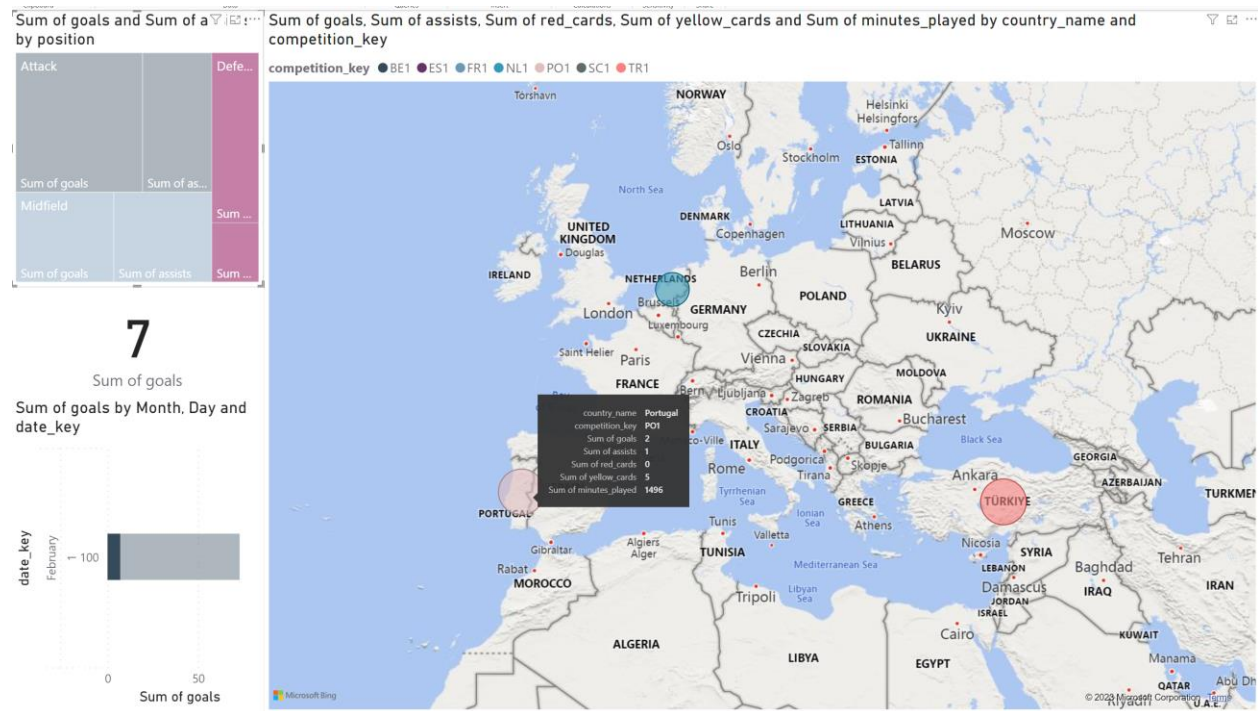 Sum of goals and Sum of a
by position
Attack
Defe...
Sum of goals
Sum of as...
Midfield
Sum ...
Sum of goals
Sum of assists
Sum ...
7
Sum of goals
Sum of goals by Month, Day and
date_key
date_key
February
1
100
0
50
Sum of goals
Sum of goals, Sum of assists, Sum of red_cards, Sum of yellow_cards and Sum of minutes_played by country_name and
competition_key
competition_key BE1 ES1 FR1 NL1 PO1 SC1 TR1
Tórshavn
NORWAY
Helsinki
Helsingfors
Oslo
Stockholm
Tallinn
ESTONIA
North Sea
LATVIA
DENMARK
Copenhagen
LITHUANIA
Moscow
UNITED
KINGDOM
Vilnius
Douglas
BELARUS
IRELAND
NETHERLANDS
Berlin
POLAND
Brussels
London
GERMANY
Kyiv
Luxembourg
UKRAINE
CZECHIA
SLOVAKIA
Saint Helier
Paris
Vienna
MOLDOVA
HUNGARY
FRANCE
Bern
Ljubljana
Zagreb
ROMANIA
CROATIA
Bucharest
Sarajevo
SERBIA
country_name Portugal
competition_key PO1
Sum of goals 2
Sum of assists 1
Sum of red_cards 0
Sum of yellow_cards 5
Sum of minutes_played 1496
co-Ville
ITALY
BULGARIA
Black Sea
Podgorica
Skopje
GEORGIA
Rome
Tirana
Ankara
AZERBAIJAN
Tyrrhenian
Sea
TÜRKIYE
TURKMEN
PORTUGAL
Ionian
Sea
GREECE
Athens
Tunis
Valletta
Gibraltar
Algiers
Alger
TUNISIA
Nicosia
SYRIA
Tehran
Rabat
Mediterranean Sea
LEBANON
Baghdad
MOROCCO
Damascus
IRAQ
IRAN
Tripoli
Libyan
Sea
JORDAN
ISRAEL
Cairo
KUWAIT
ALGERIA
LIBYA
EGYPT
Manama
QATAR
Abu Dh
Microsoft Bing
© 2023 Microsoft Corporation Terms
Riyadh
U.A.E.